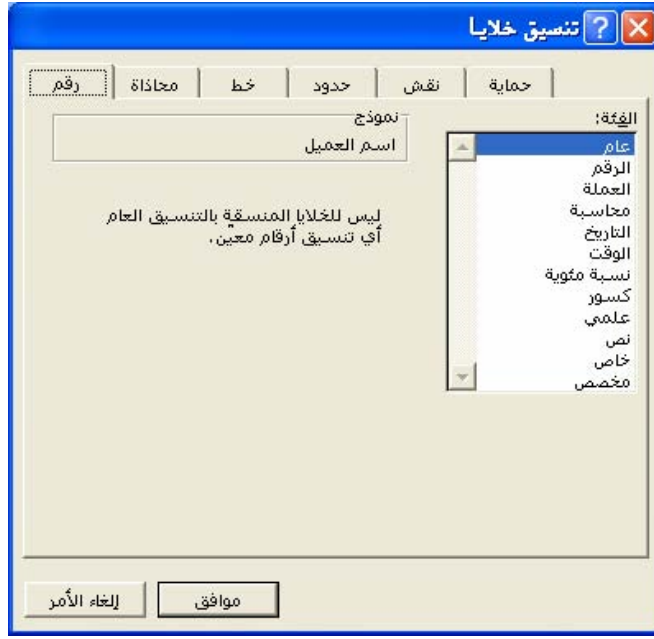 تنسيق خلايا
رقم
محاذاة
خط
حدود
نقش
حماية
الفئة:
عام
الرقم
العملة
محاسبة
التاريخ
الوقت
نسبة مئوية
كسور
علمي
نص
خاص
مخصص
نموذج
اسم العميل
ليس للخلايا المنسقة بالتنسيق العام
أي تنسيق أرقام معيّن.
موافق
إلغاء الأمر